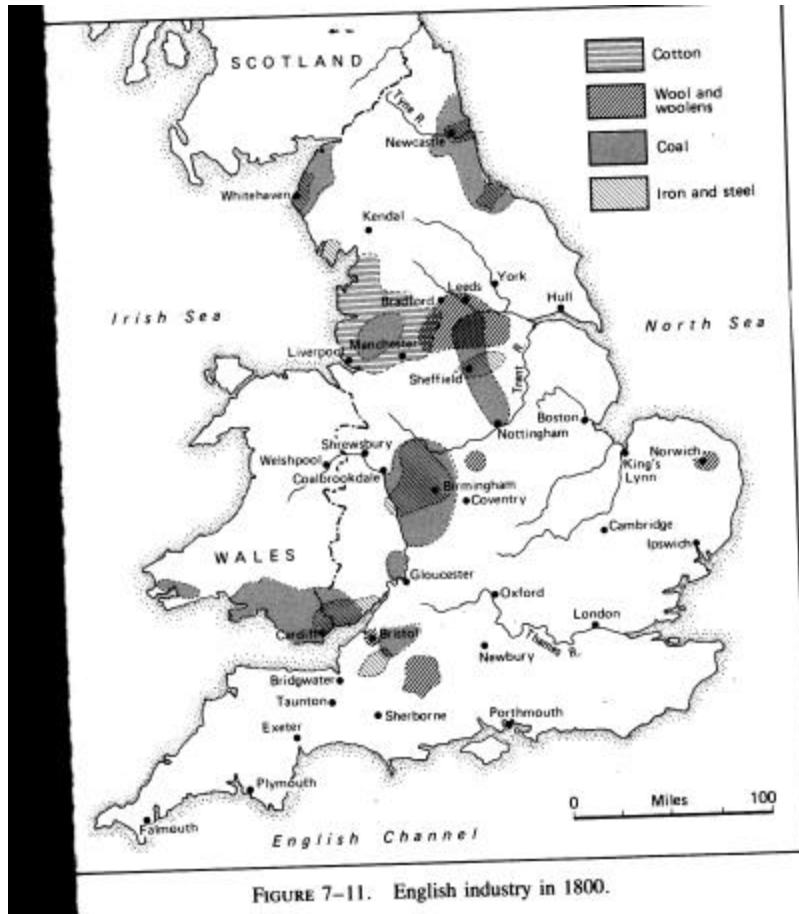 SCOTLAND
Cotton
Wool and
woolens
Coal
Iron and steel
Tyne R.
Newcastle
Whitehaven
Kendal
York
Leeds
Bradford
Hull
Irish Sea
North Sea
Manchester
Liverpool
Sheffield
Trent R.
Boston
Nottingham
Shrewsbury
Welshpool
Coalbrookdale
Birmingham
Coventry
Norwich
King's
Lynn
Cambridge
Ipswich
WALES
Gloucester
Oxford
London
Cardiff
Bristol
Thames R.
Newbury
Bridgwater
Taunton
Sherborne
Porthmouth
Exeter
Plymouth
Falmouth
0 Miles 100
English Channel
FIGURE 7–11. English industry in 1800.